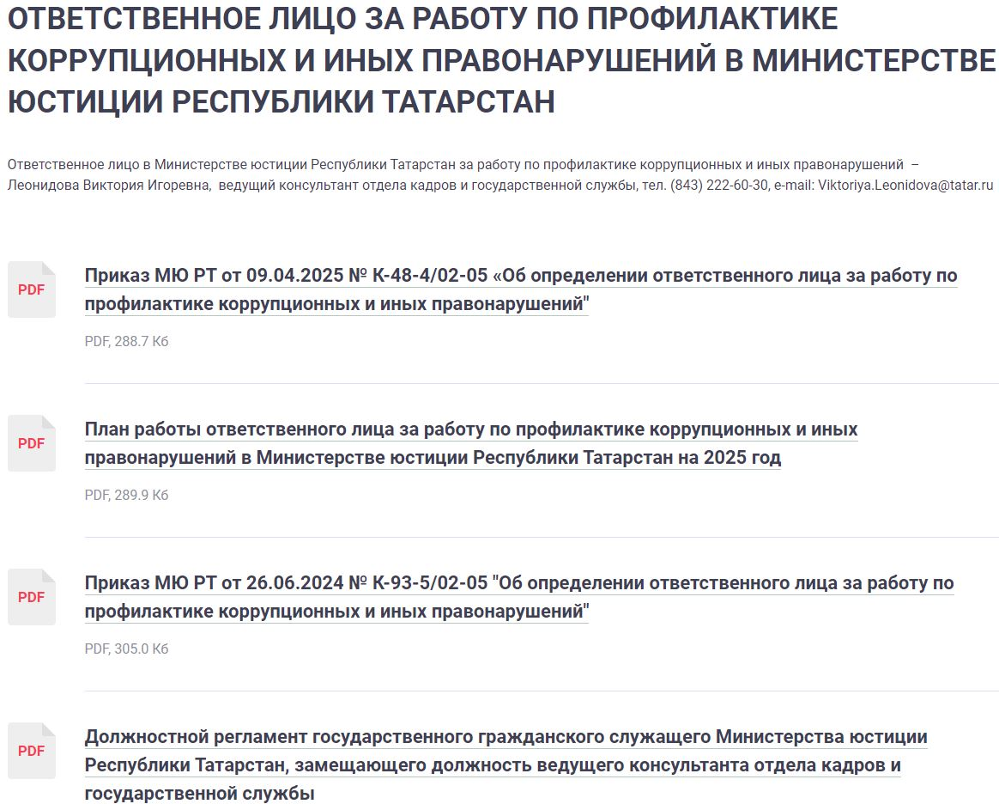 ОТВЕТСТВЕННОЕ ЛИЦО ЗА РАБОТУ ПО ПРОФИЛАКТИКЕ
КОРРУПЦИОННЫХ И ИНЫХ ПРАВОНАРУШЕНИЙ В МИНИСТЕРСТВЕ
ЮСТИЦИИ РЕСПУБЛИКИ ТАТАРСТАН
Ответственное лицо в Министерстве юстиции Республики Татарстан за работу по профилактике коррупционных и иных правонарушений –
Леонидова Виктория Игоревна, ведущий консультант отдела кадров и государственной службы, тел. (843) 222-60-30, e-mail: Viktoriya.Leonidova@tatar.ru
PDF
Приказ МЮ РТ от 09.04.2025 № К-48-4/02-05 «Об определении ответственного лица за работу по
профилактике коррупционных и иных правонарушений"
PDF, 288.7 Кб
PDF
План работы ответственного лица за работу по профилактике коррупционных и иных
правонарушений в Министерстве юстиции Республики Татарстан на 2025 год
PDF, 289.9 Кб
PDF
Приказ МЮ РТ от 26.06.2024 № К-93-5/02-05 "Об определении ответственного лица за работу по
профилактике коррупционных и иных правонарушений"
PDF, 305.0 Кб
PDF
Должностной регламент государственного гражданского служащего Министерства юстиции
Республики Татарстан, замещающего должность ведущего консультанта отдела кадров и
государственной службы